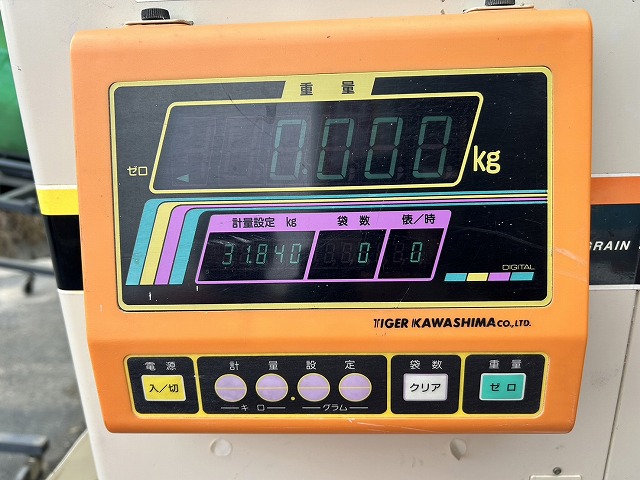 重量
ゼロ
0.000 kg
計量設定 kg 袋数 俵/時
31.840 0 0
DIGITAL
GRAIN
TIGER KAWASHIMA CO.,LTD.
電源 計量設定 袋数 重量
入/切 クリア ゼロ
キロ グラム